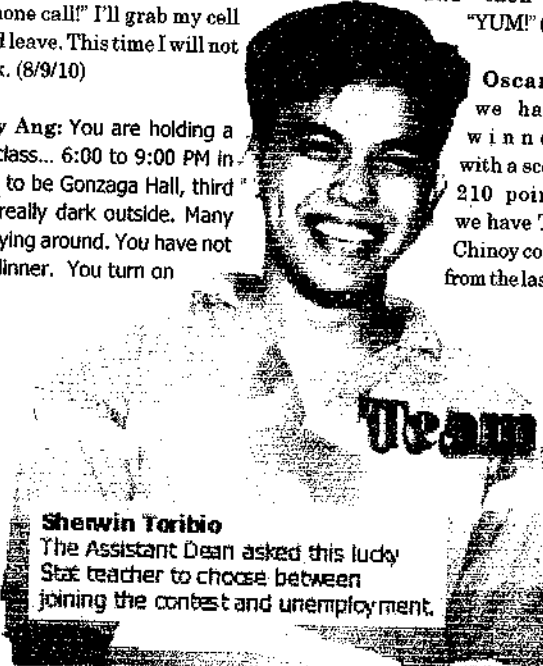 one call!" I'll grab my cell
leave. This time I will not
(8/9/10)
Ang: You are holding a
class... 6:00 to 9:00 PM in
to be Gonzaga Hall, third
really dark outside. Many
ying around. You have not
dinner. You turn on
"YUM!" (
Oscar
we ha
winne
with a sco
210 poin
we have T
Chinoy co
from the las
Team
Sherwin Toribio
The Assistant Dean asked this lucky
Stat teacher to choose between
joining the contest and unemployment.